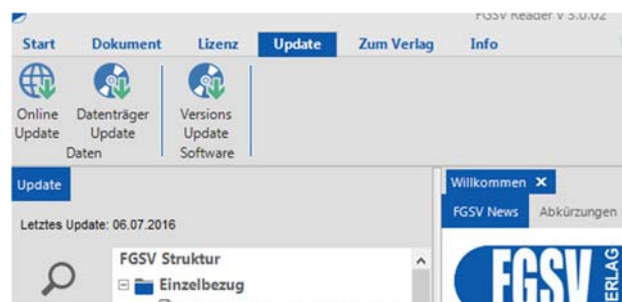 FGSV Reader V 3.0.02
Start Dokument Lizenz Update Zum Verlag Info
Online Update
Datenträger Update
Versions Update
Daten
Software
Update
Letztes Update: 06.07.2016
FGSV Struktur
Einzelbezug
Willkommen
FGSV News Abkürzungen
FGSV
VERLAG